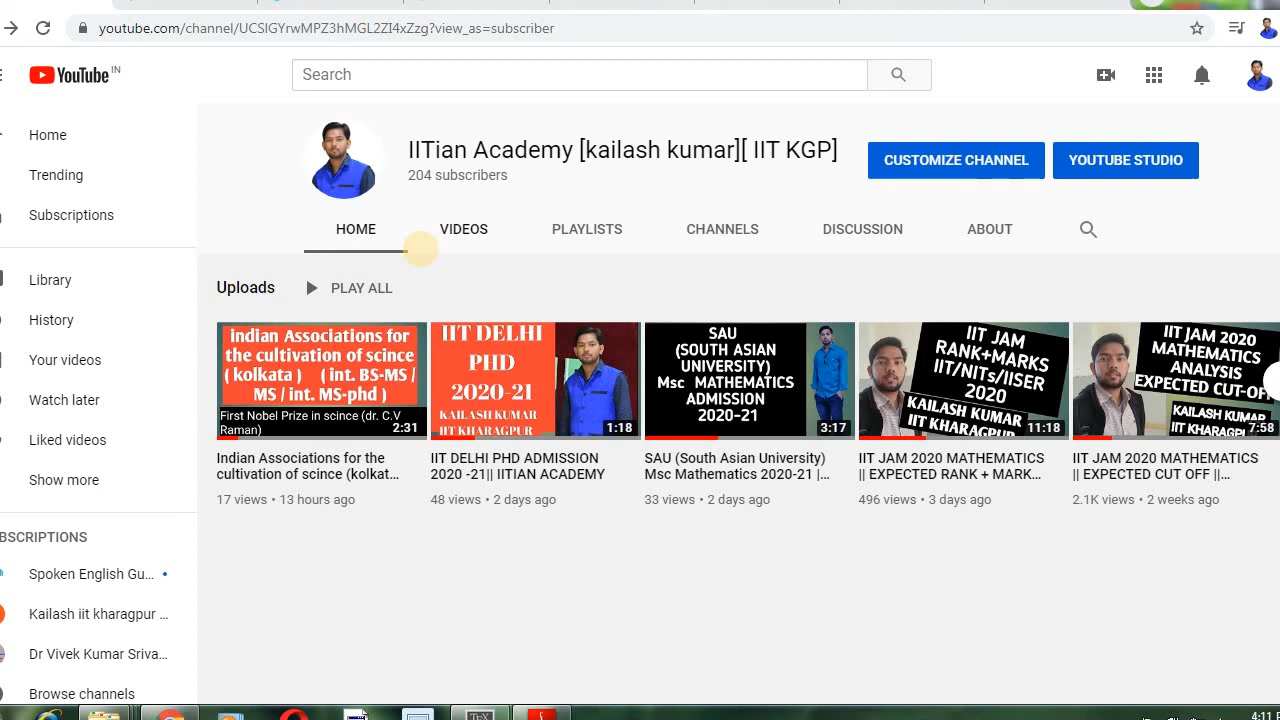 youtube.com/channel/UCSlGYrwMPZ3hMGL2ZI4xZzg?view_as=subscriber
YouTube IN
Search
Home
Trending
Subscriptions
Library
History
Your videos
Watch later
Liked videos
Show more
BSCRIPTIONS
Spoken English Gu...
Kailash iit kharagpur ...
Dr Vivek Kumar Sriva...
Browse channels
IITian Academy [kailash kumar][ IIT KGP]
204 subscribers
CUSTOMIZE CHANNEL
YOUTUBE STUDIO
HOME VIDEOS PLAYLISTS CHANNELS DISCUSSION ABOUT
Uploads PLAY ALL
indian Associations for
the cultivation of scince
( kolkata ) ( int. BS-MS /
MS / int. MS-phd )
First Nobel Prize in scince (dr. C.V
Raman)
2:31
Indian Associations for the
cultivation of scince (kolkat...
17 views • 13 hours ago
IIT DELHI
PHD
2020-21
KAILASH KUMAR
IIT KHARAGPUR
1:18
IIT DELHI PHD ADMISSION
2020 -21|| IITIAN ACADEMY
48 views • 2 days ago
SAU
(SOUTH ASIAN
UNIVERSITY)
Msc MATHEMATICS
ADMISSION
2020-21
3:17
SAU (South Asian University)
Msc Mathematics 2020-21 |...
33 views • 2 days ago
IIT JAM
RANK+MARKS
IIT/NITs/IISER
2020
KAILASH KUMAR
IIT KHARAGPUR
11:18
IIT JAM 2020 MATHEMATICS
|| EXPECTED RANK + MARK...
496 views • 3 days ago
IIT JAM 2020
MATHEMATICS
ANALYSIS
EXPECTED CUT-OFF
KAILASH KUMAR
IIT KHARAGP
7:58
IIT JAM 2020 MATHEMATICS
|| EXPECTED CUT OFF ||...
2.1K views • 2 weeks ago
TeX
4:11